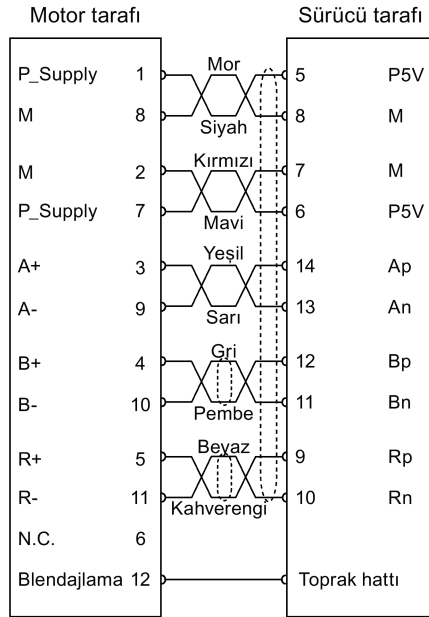 Motor tarafı Sürücü tarafı
P_Supply 1 Mor 5 P5V
M 8 Siyah 8 M
M 2 Kırmızı 7 M
P_Supply 7 Mavi 6 P5V
A+ 3 Yeşil 14 Ap
A- 9 Sarı 13 An
B+ 4 Gri 12 Bp
B- 10 Pembe 11 Bn
R+ 5 Beyaz 9 Rp
R- 11 Kahverengi 10 Rn
N.C. 6
Blendajlama 12 Toprak hattı